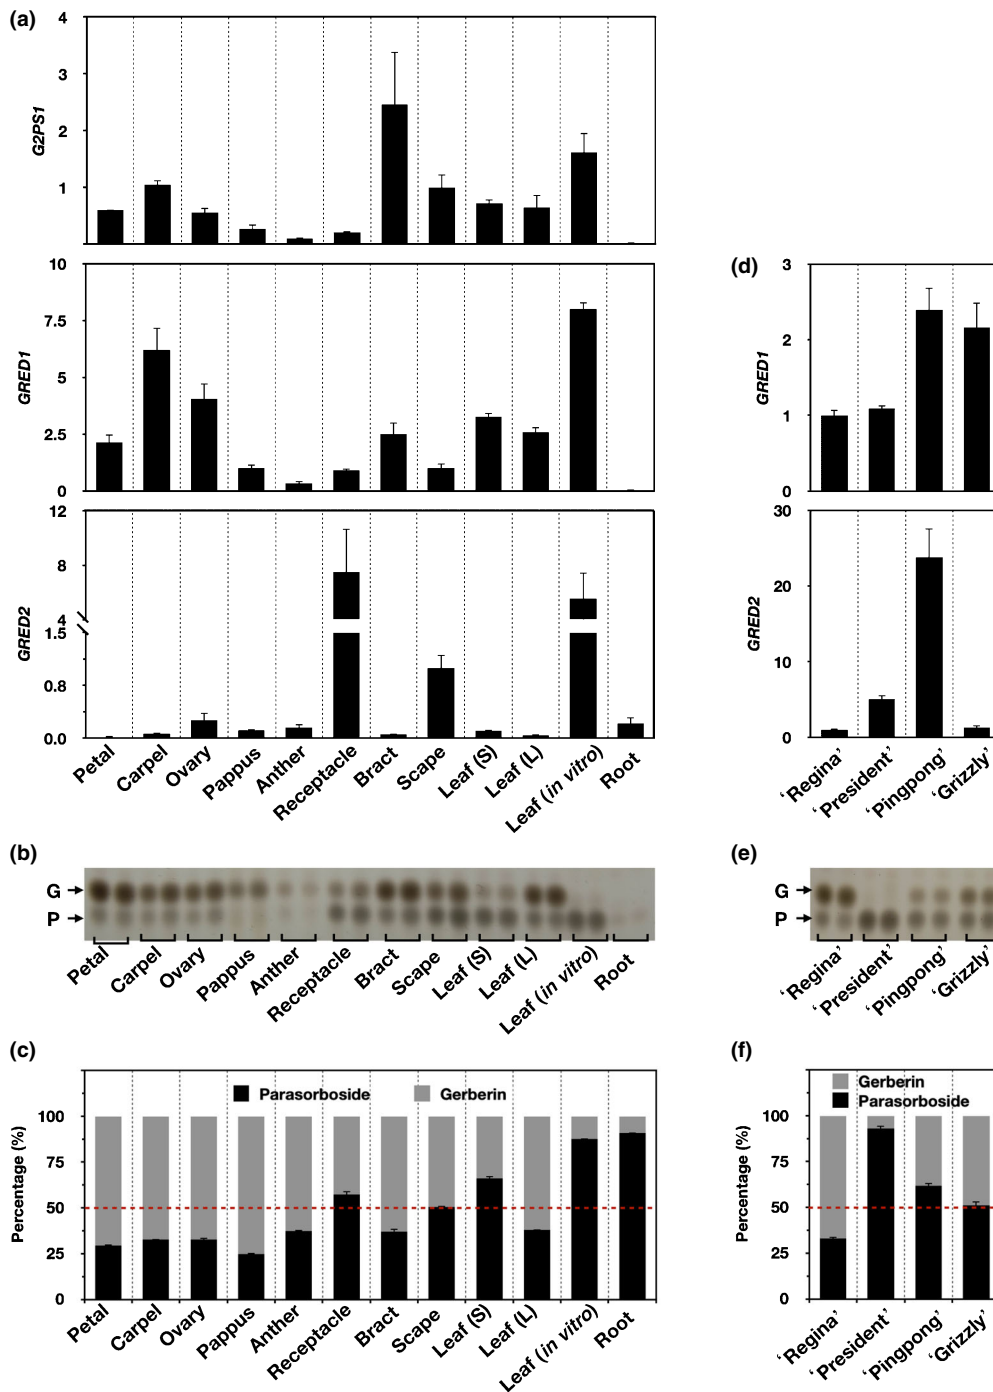 (a)
4
3
2
1
G2PS1
10
7.5
5
2.5
0
GRED1
12
8
4
1.5
0.8
0.0
GRED2
Petal
Carpel
Ovary
Pappus
Anther
Receptacle
Bract
Scape
Leaf (S)
Leaf (L)
Leaf (in vitro)
Root
(d)
3
2
1
0
GRED1
30
20
10
0
GRED2
'Regina'
'President'
'Pingpong'
'Grizzly'
(b)
G
P
Petal
Carpel
Ovary
Pappus
Anther
Receptacle
Bract
Scape
Leaf (S)
Leaf (L)
Leaf (in vitro)
Root
(e)
G
P
'Regina'
'President'
'Pingpong'
'Grizzly'
(c)
Parasorboside
Gerberin
100
75
50
25
0
Percentage (%)
Petal
Carpel
Ovary
Pappus
Anther
Receptacle
Bract
Scape
Leaf (S)
Leaf (L)
Leaf (in vitro)
Root
(f)
Gerberin
Parasorboside
100
75
50
25
0
Percentage (%)
'Regina'
'President'
'Pingpong'
'Grizzly'